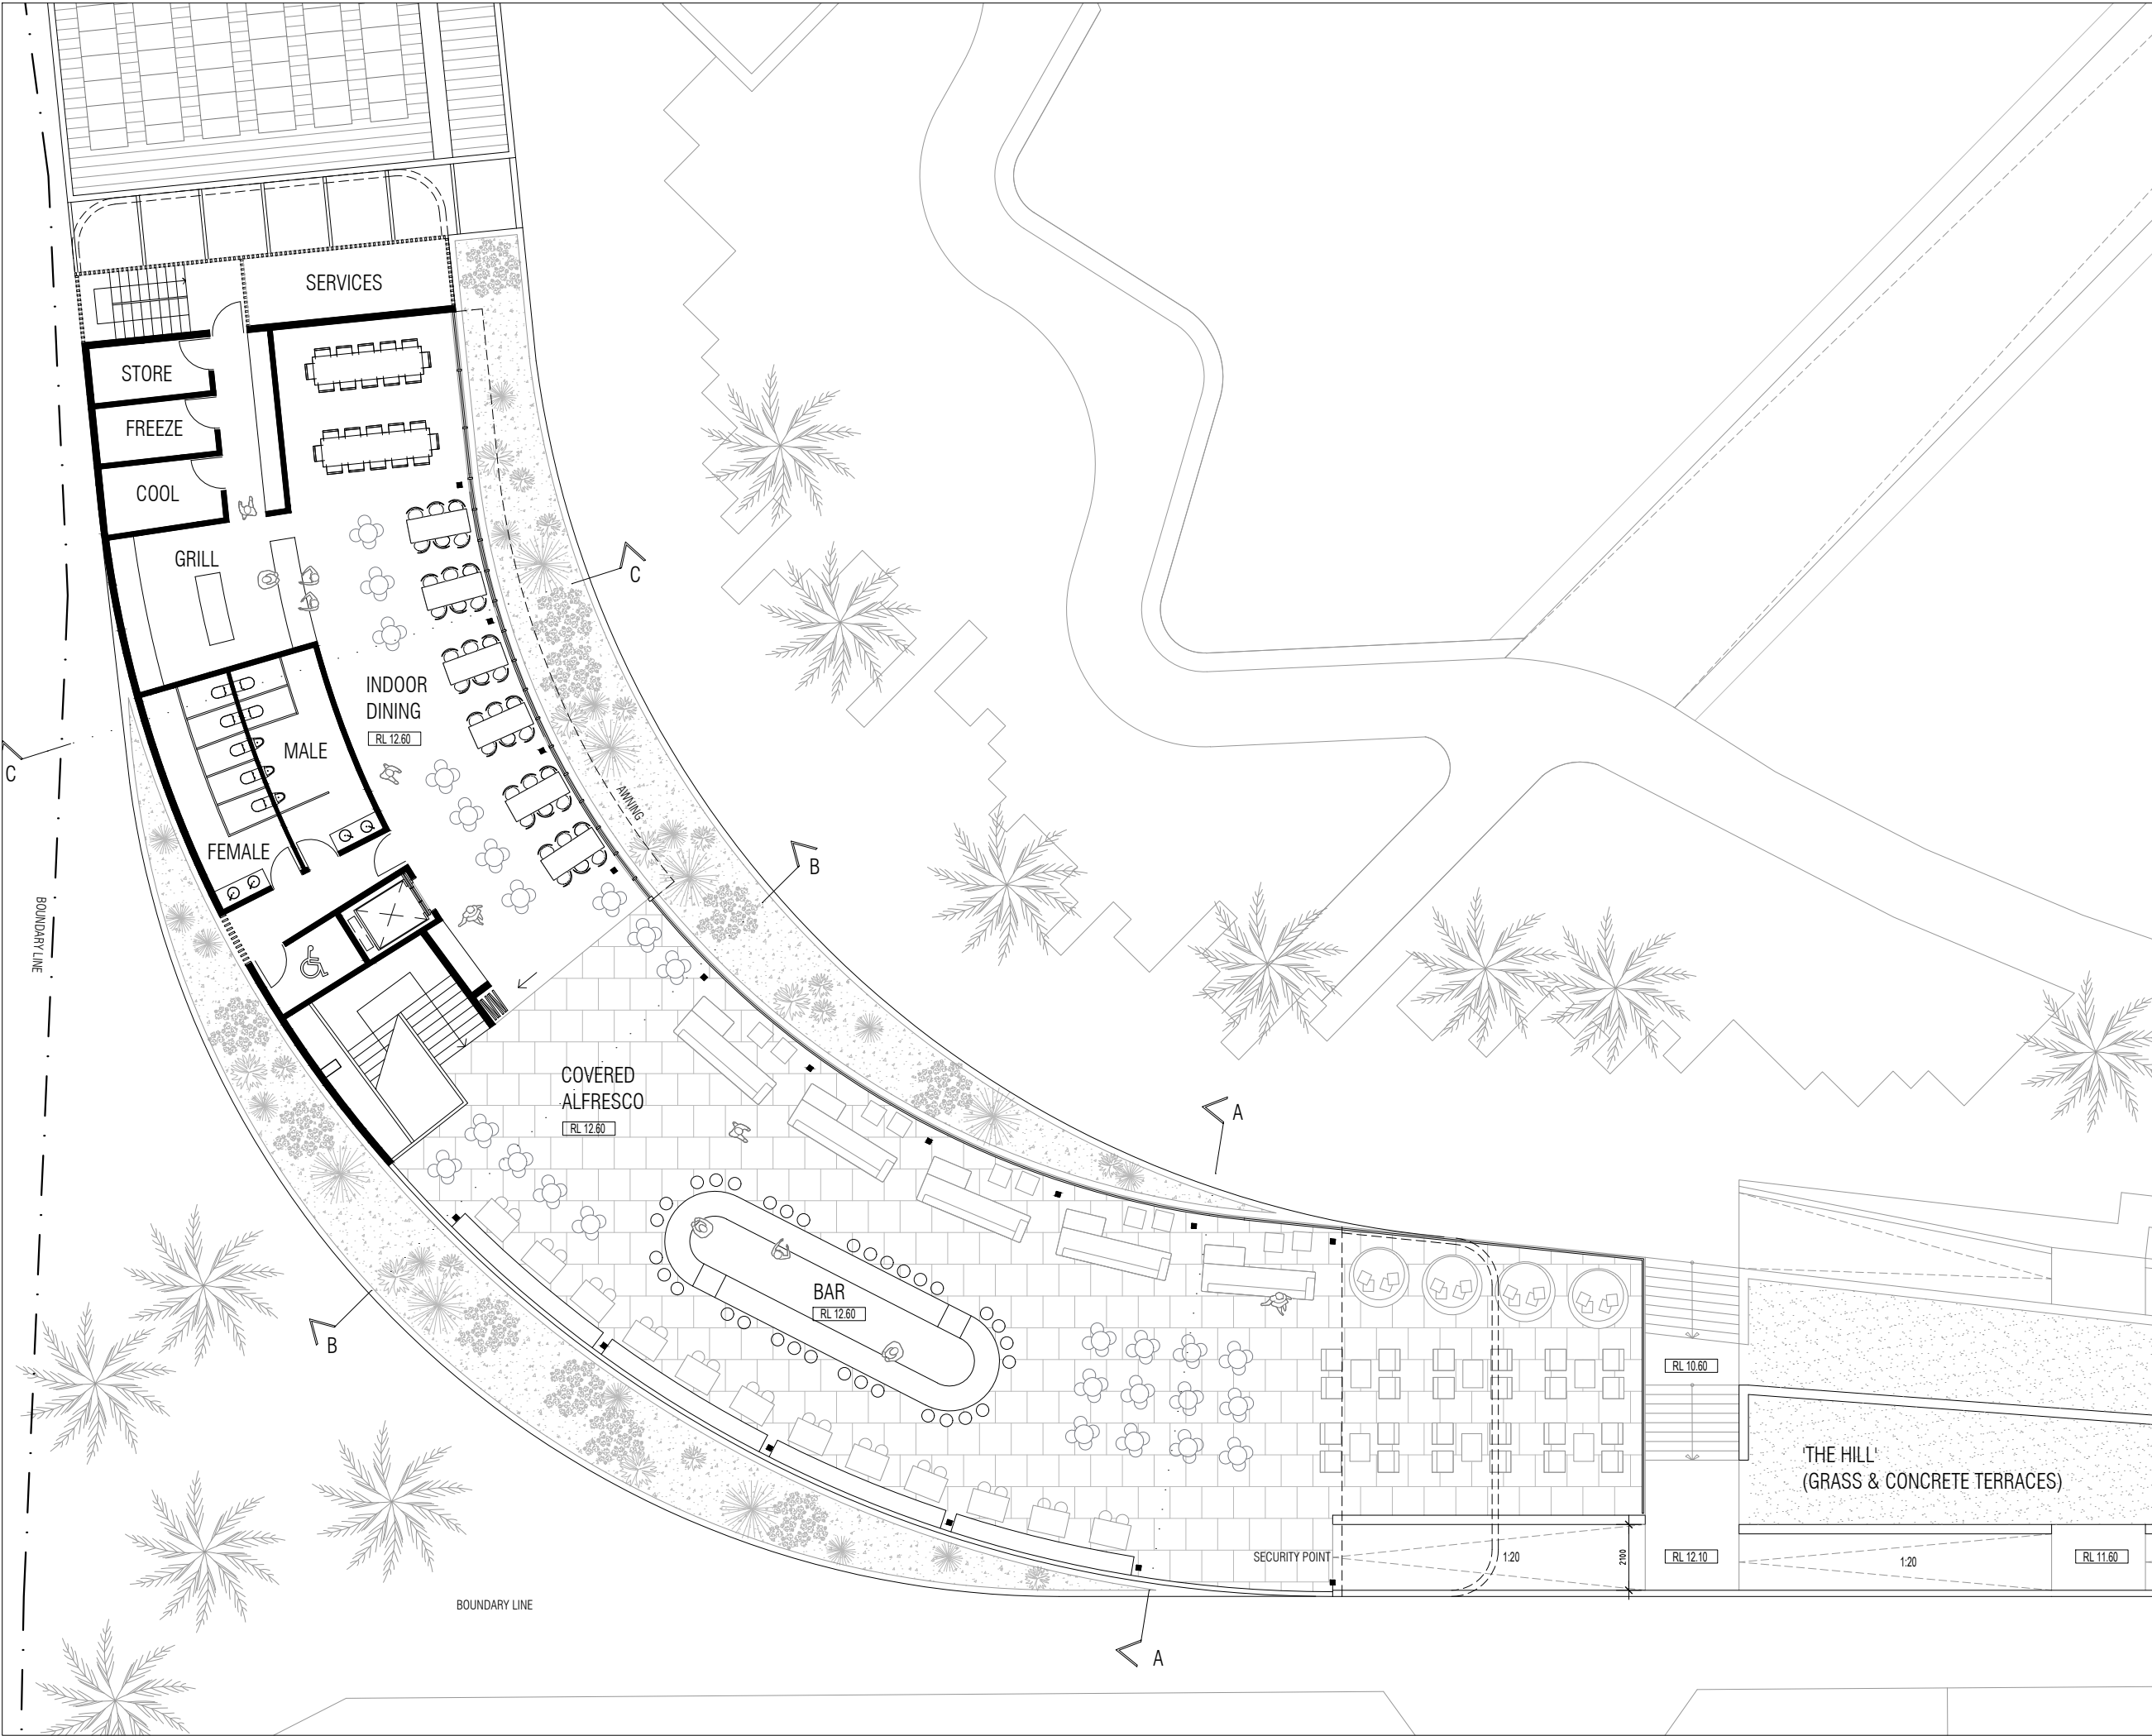 SERVICES
STORE
FREEZE
COOL
GRILL
C
INDOOR
DINING
RL 12.60
MALE
C
AWNING
FEMALE
B
BOUNDARY LINE
COVERED
ALFRESCO
RL 12.60
A
BAR
RL 12.60
B
RL 10.60
'THE HILL'
(GRASS & CONCRETE TERRACES)
SECURITY POINT
1:20
2100
RL 12.10
1:20
RL 11.60
BOUNDARY LINE
A